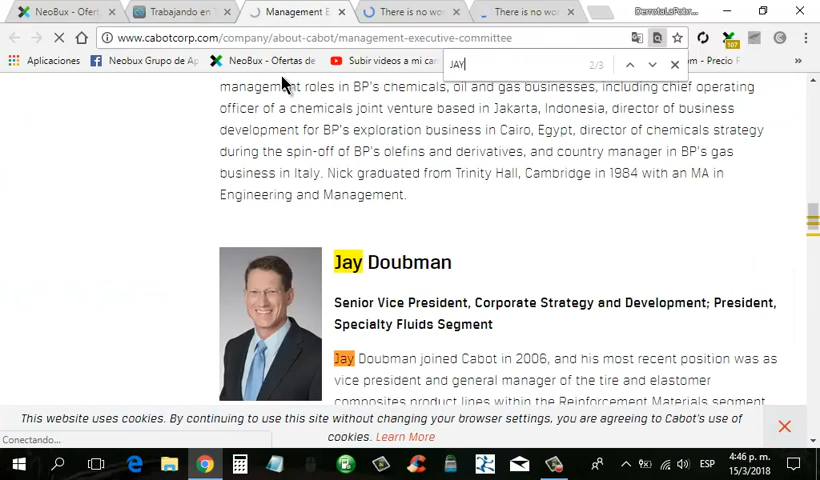 NeoBux - Ofert
Trabajando en T
Management E
There is no wo
There is no wo
www.cabotcorp.com/company/about-cabot/management-executive-committee
107
Aplicaciones
Neobux Grupo de Ap
NeoBux - Ofertas de
Subir vídeos a mi can
om - Precio F
JAY
2/3
management roles in BP's chemicals, oil and gas businesses, including chief operating
officer of a chemicals joint venture based in Jakarta, Indonesia, director of business
development for BP's exploration business in Cairo, Egypt, director of chemicals strategy
during the spin-off of BP's olefins and derivatives, and country manager in BP's gas
business in Italy. Nick graduated from Trinity Hall, Cambridge in 1984 with an MA in
Engineering and Management.
Jay Doubman
Senior Vice President, Corporate Strategy and Development; President,
Specialty Fluids Segment
Jay Doubman joined Cabot in 2006, and his most recent position was as
vice president and general manager of the tire and elastomer
composites product lines within the Reinforcement Materials segment
This website uses cookies. By continuing to use this site without changing your browser settings, you are agreeing to Cabot's use of
cookies. Learn More
Conectando...
ESP
4:46 p. m.
15/3/2018